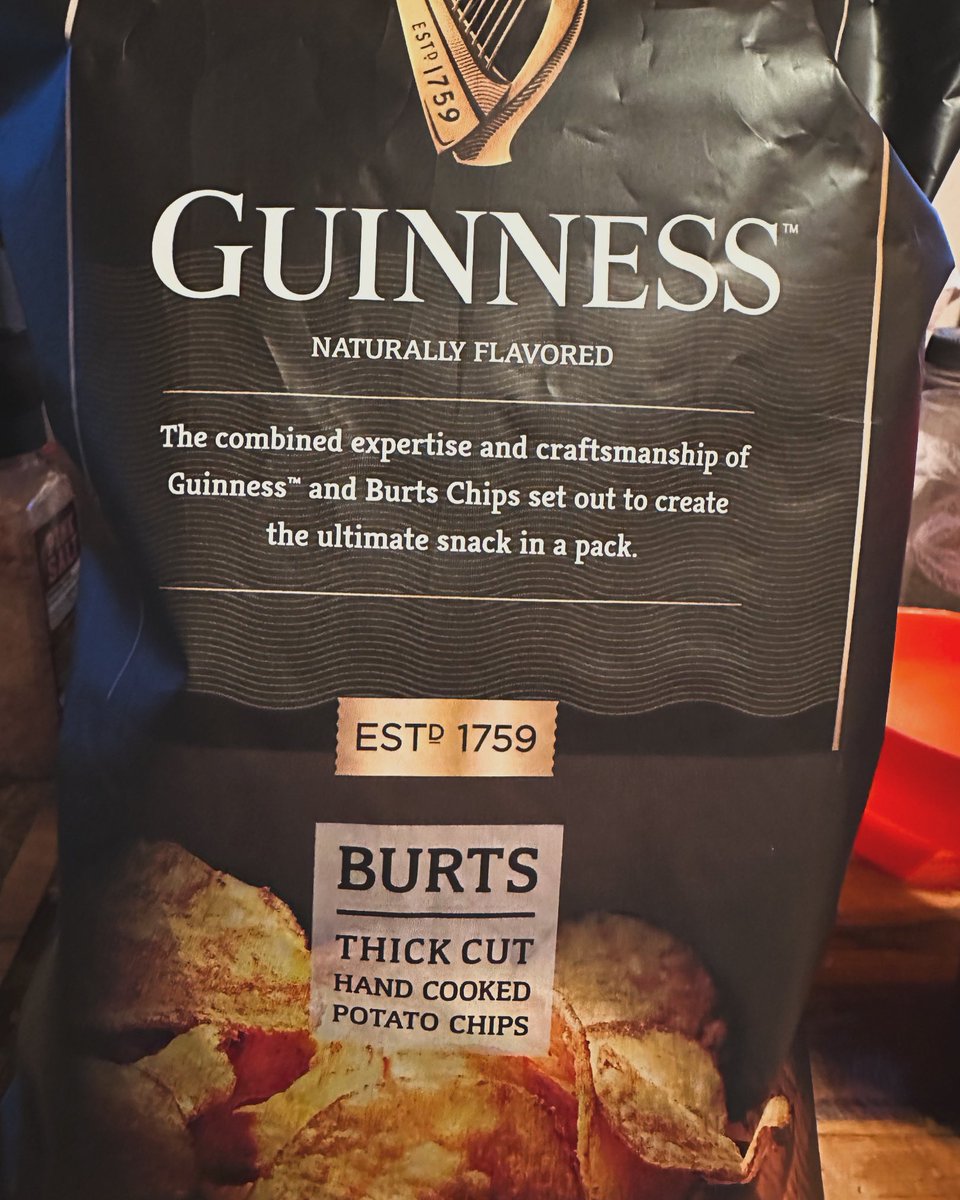 ESTD 1759
GUINNESS™
NATURALLY FLAVORED
The combined expertise and craftsmanship of
Guinness™ and Burts Chips set out to create
the ultimate snack in a pack.
ESTD 1759
BURTS
THICK CUT
HAND COOKED
POTATO CHIPS